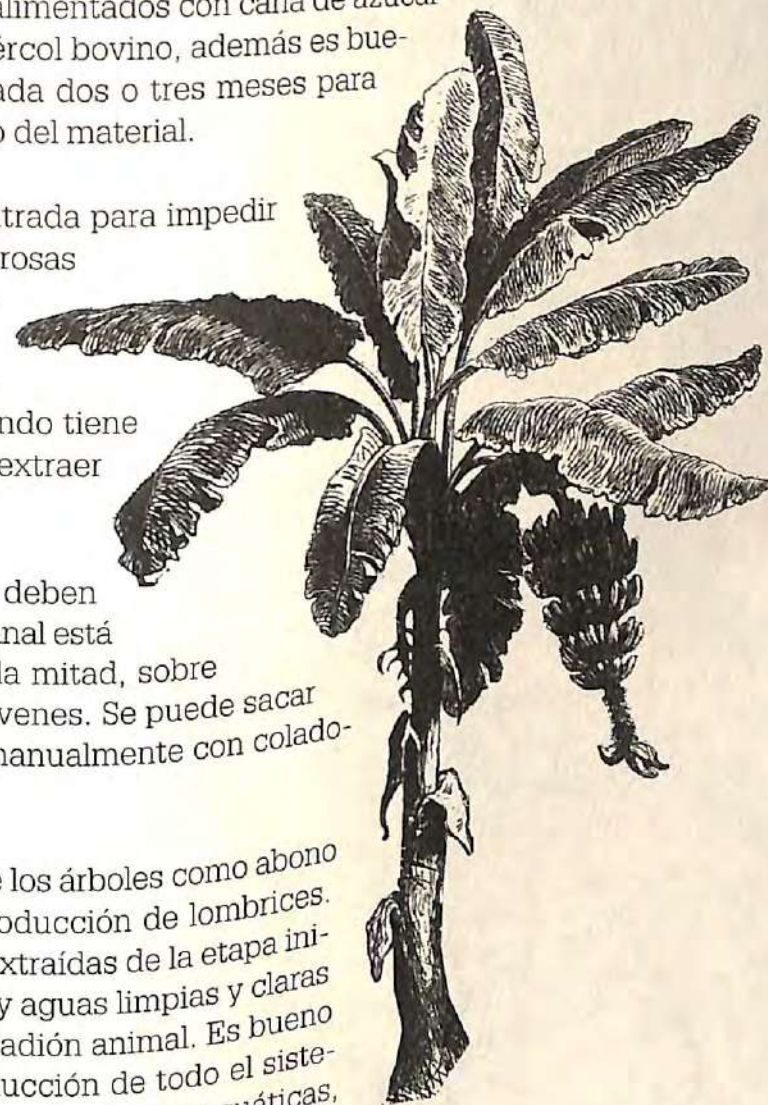 alimentados con caña de azúcar
ércol bovino, además es bue-
ada dos o tres meses para
o del material.
trada para impedir
rosas
ndo tiene
extraer
deben
nal está
la mitad, sobre
venes. Se puede sacar
manualmente con colado-
e los árboles como abono
oducción de lombrices.
xtraídas de la etapa ini-
y aguas limpias y claras
adión animal. Es bueno
ucción de todo el siste-
uáticas,